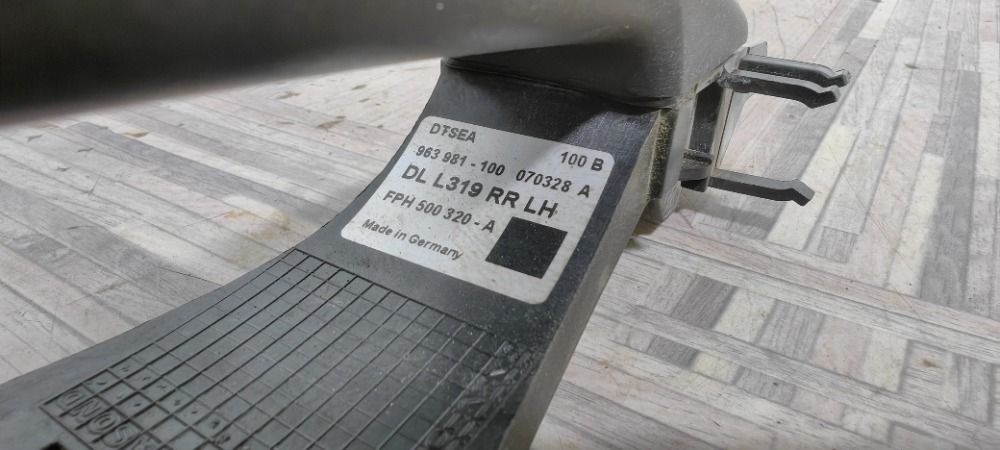 DTSEA 100 B
963 981 - 100 070328 A
DL L319 RR LH
FPH 500 320 - A
Made in Germany